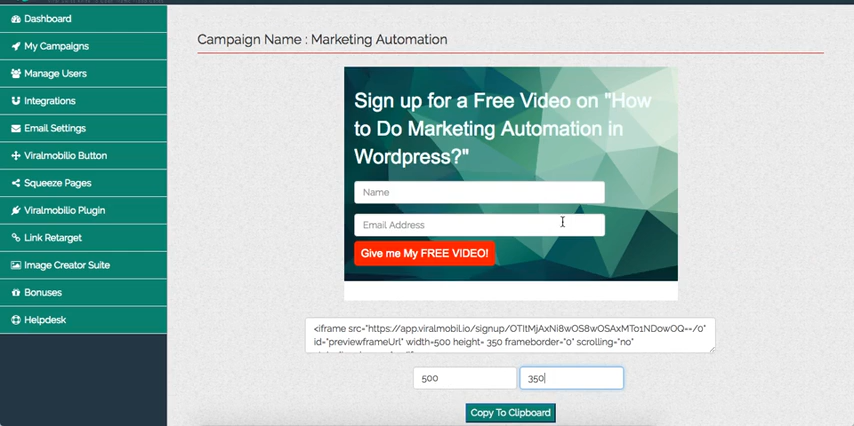 Dashboard
My Campaigns
Manage Users
Integrations
Email Settings
Viralmobilio Button
Squeeze Pages
Viralmobilio Plugin
Link Retarget
Image Creator Suite
Bonuses
Helpdesk
Campaign Name : Marketing Automation
Sign up for a Free Video on "How
to Do Marketing Automation in
Wordpress?"
Name
Email Address
Give me My FREE VIDEO!
<iframe src="https://app.viralmobil.io/signup/OTItMjAxNi8wOS8wOSAxMTo1NDowOQ==/0"
id="previewframeUrl" width=500 height= 350 frameborder="0" scrolling="no"
500
350
Copy To Clipboard